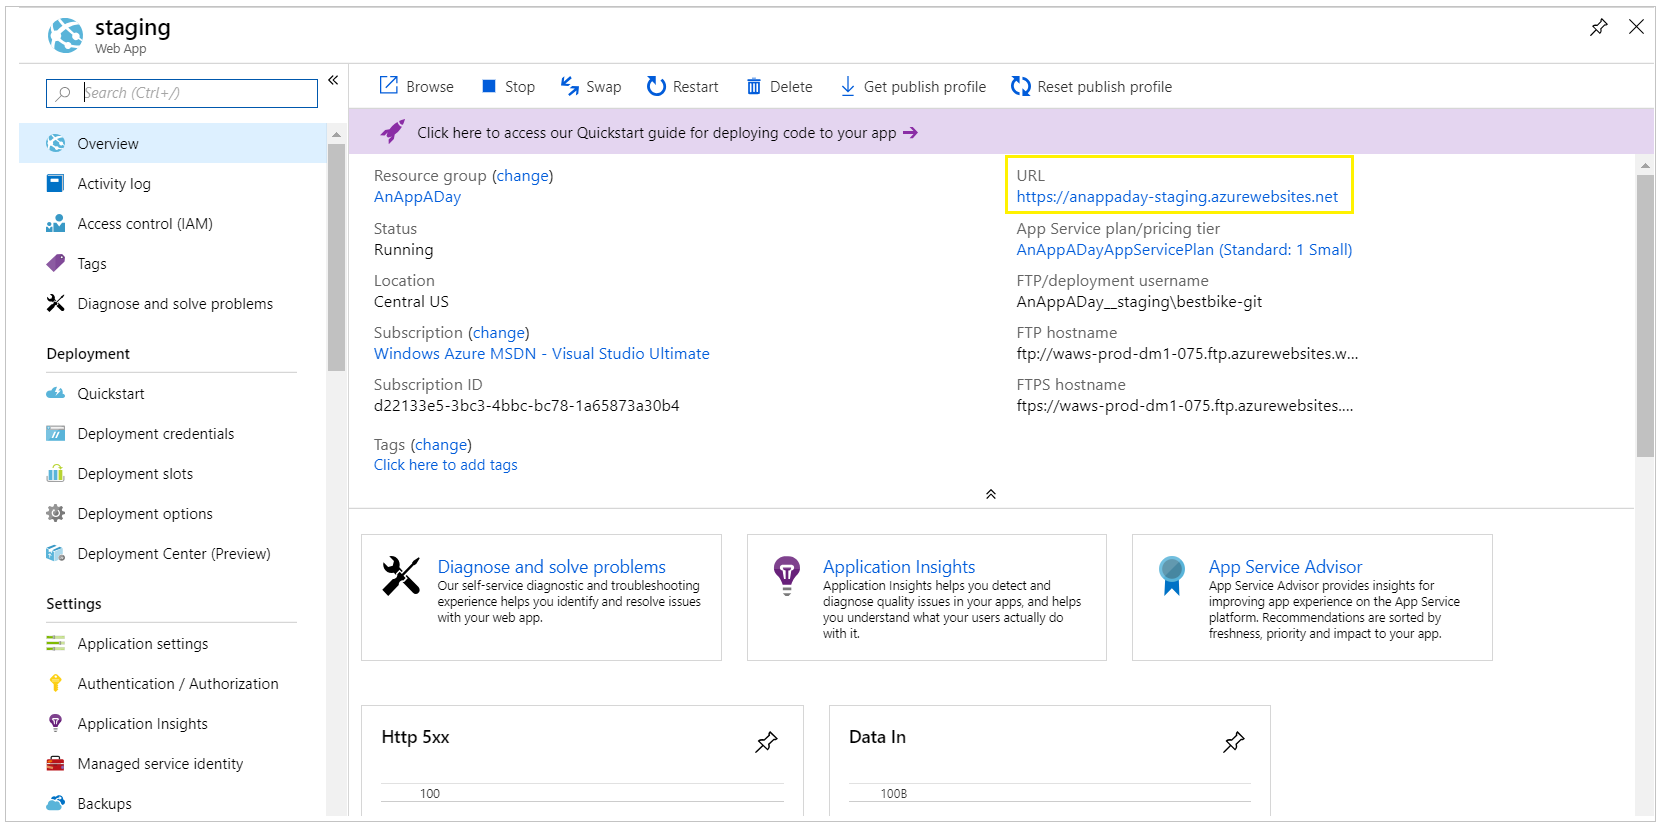 staging
Web App
Search (Ctrl+/)
Overview
Activity log
Access control (IAM)
Tags
Diagnose and solve problems
Deployment
Quickstart
Deployment credentials
Deployment slots
Deployment options
Deployment Center (Preview)
Settings
Application settings
Authentication / Authorization
Application Insights
Managed service identity
Backups
Browse
Stop
Swap
Restart
Delete
Get publish profile
Reset publish profile
Click here to access our Quickstart guide for deploying code to your app
Resource group (change)
AnAppADay
Status
Running
Location
Central US
Subscription (change)
Windows Azure MSDN - Visual Studio Ultimate
Subscription ID
d22133e5-3bc3-4bbc-bc78-1a65873a30b4
Tags (change)
Click here to add tags
URL
https://anappaday-staging.azurewebsites.net
App Service plan/pricing tier
AnAppADayAppServicePlan (Standard: 1 Small)
FTP/deployment username
AnAppADay__staging\bestbike-git
FTP hostname
ftp://waws-prod-dm1-075.ftp.azurewebsites.w...
FTPS hostname
ftps://waws-prod-dm1-075.ftp.azurewebsites....
Diagnose and solve problems
Our self-service diagnostic and troubleshooting
experience helps you identify and resolve issues
with your web app.
Application Insights
Application Insights helps you detect and
diagnose quality issues in your apps, and helps
you understand what your users actually do
with it.
App Service Advisor
App Service Advisor provides insights for
improving app experience on the App Service
platform. Recommendations are sorted by
freshness, priority and impact to your app.
Http 5xx
100
Data In
100B